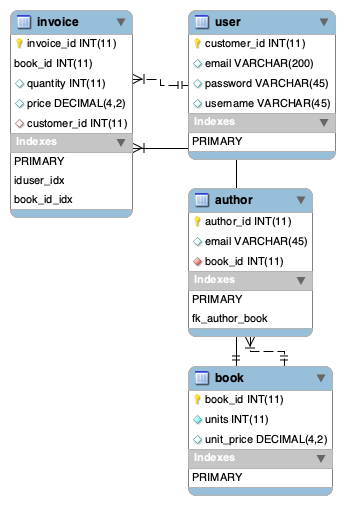 invoice
invoice_id INT(11)
book_id INT(11)
quantity INT(11)
price DECIMAL(4,2)
customer_id INT(11)
Indexes
PRIMARY
iduser_idx
book_id_idx
user
customer_id INT(11)
email VARCHAR(200)
password VARCHAR(45)
username VARCHAR(45)
Indexes
PRIMARY
author
author_id INT(11)
email VARCHAR(45)
book_id INT(11)
Indexes
PRIMARY
fk_author_book
book
book_id INT(11)
units INT(11)
unit_price DECIMAL(4,2)
Indexes
PRIMARY